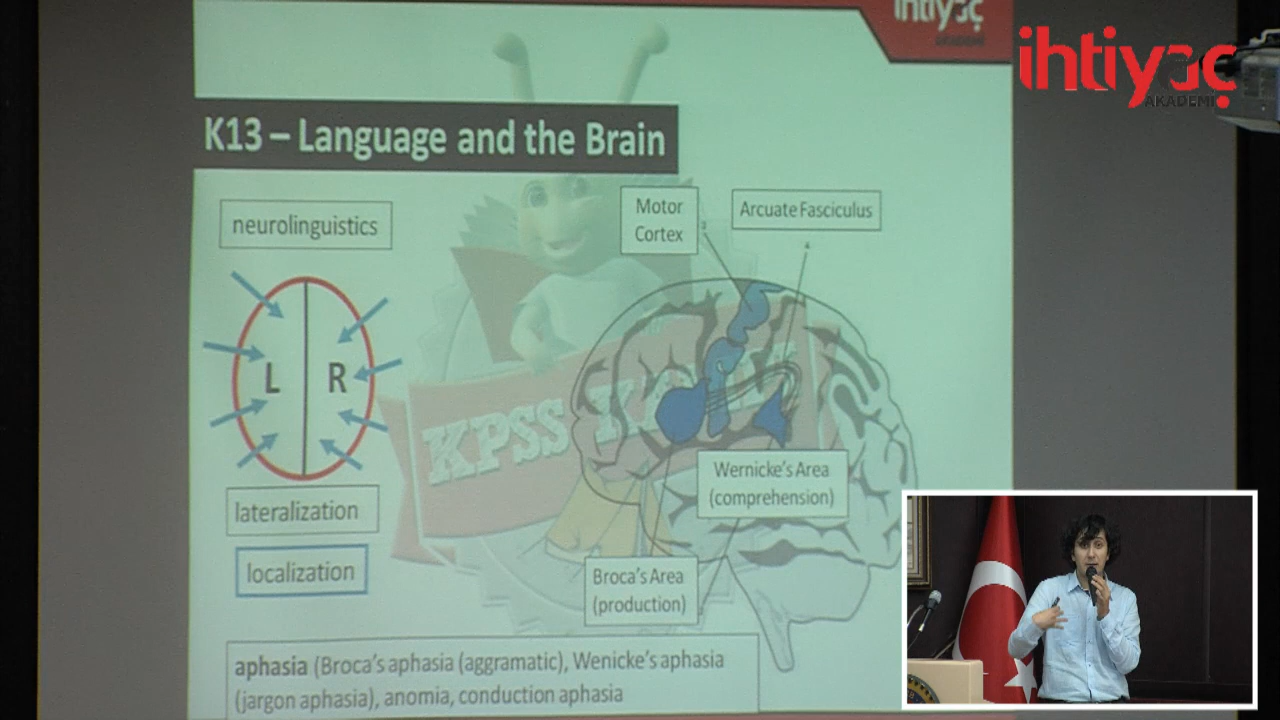 ihtiyaç
AKADEMİ
ihtiyaç
AKADEMİ
K13 – Language and the Brain
neurolinguistics
Motor
Cortex
Arcuate Fasciculus
L R
KPSS
Wernicke's Area
(comprehension)
lateralization
localization
Broca's Area
(production)
aphasia (Broca's aphasia (aggramatic), Wenicke's aphasia
(jargon aphasia), anomia, conduction aphasia